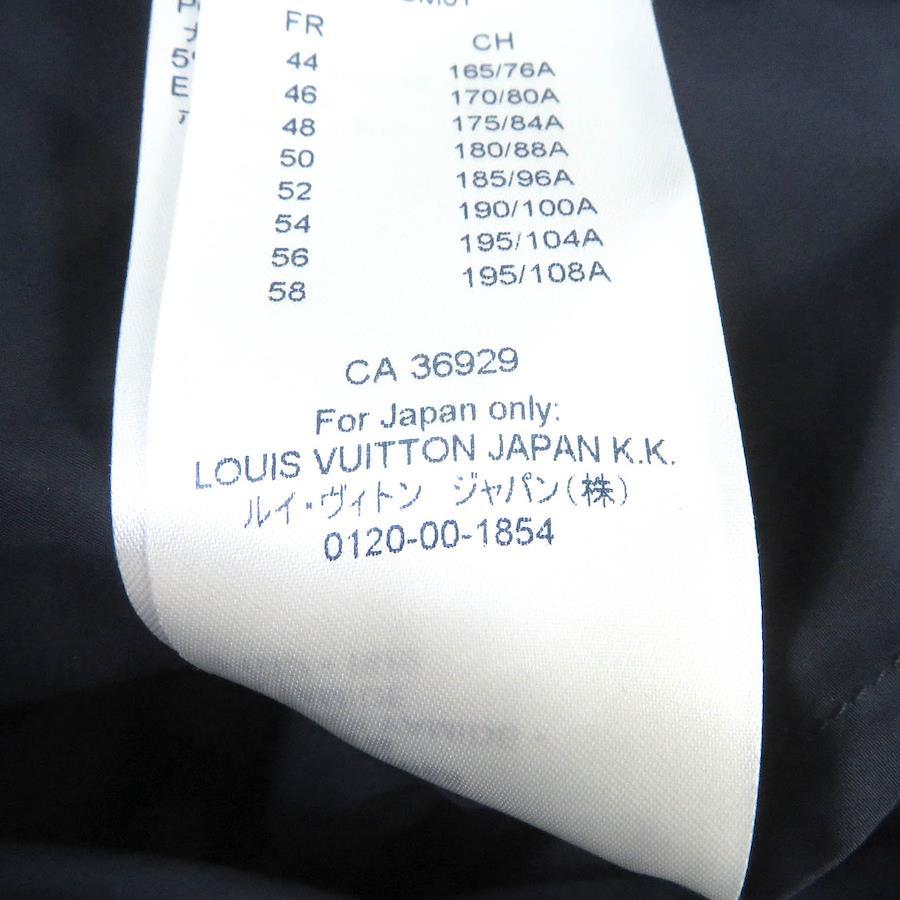 FR CH
44 165/76A
46 170/80A
48 175/84A
50 180/88A
52 185/96A
54 190/100A
56 195/104A
58 195/108A
CA 36929
For Japan only:
LOUIS VUITTON JAPAN K.K.
ルイ・ヴィトン ジャパン(株)
0120-00-1854